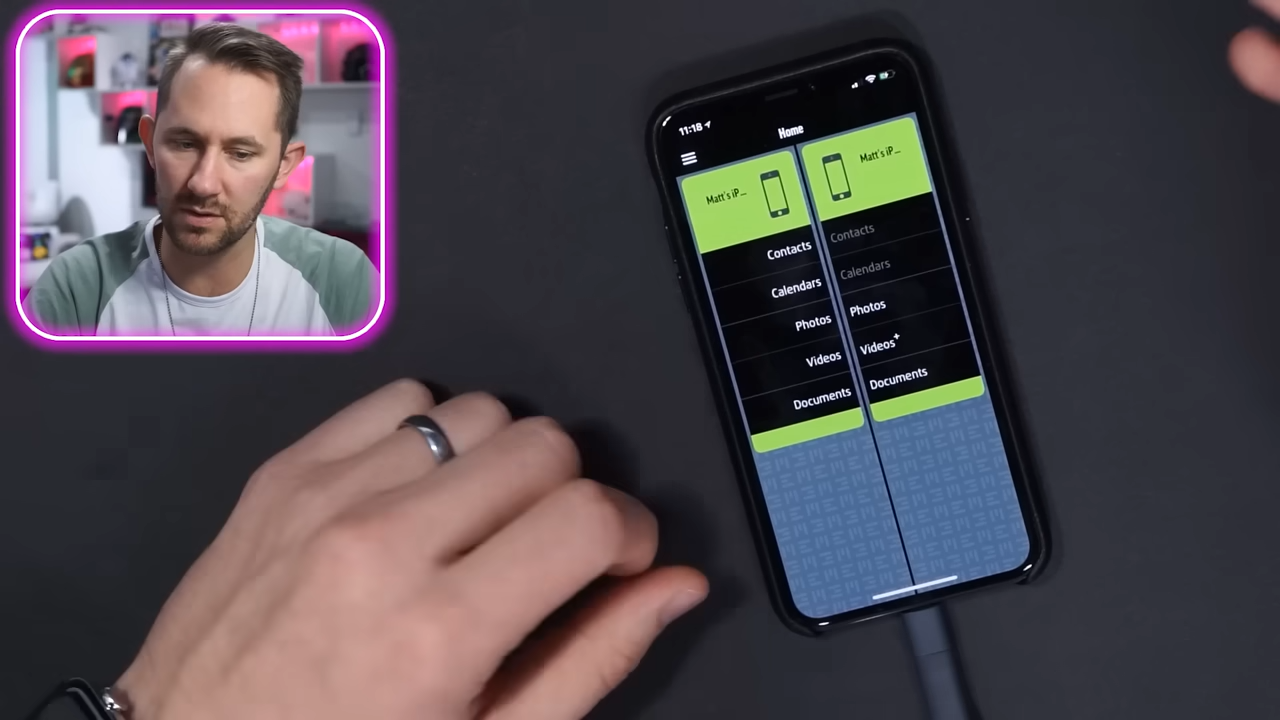 11:18
Home
Matt's iP...
Contacts
Calendars
Photos
Videos
Documents
Matt's iP...
Contacts
Calendars
Photos
Videos+
Documents